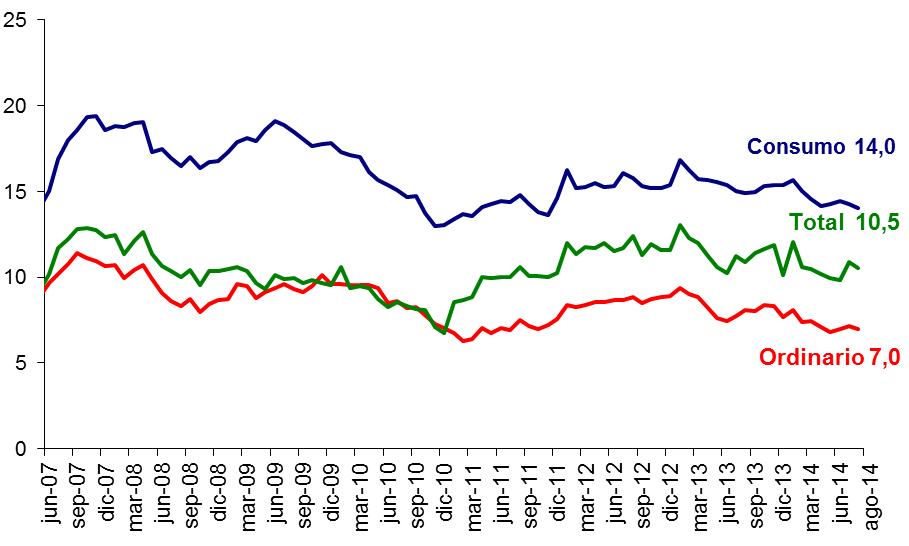 25
20
15
10
5
0
Consumo 14,0
Total 10,5
Ordinario 7,0
jun-07
sep-07
dic-07
mar-08
jun-08
sep-08
dic-08
mar-09
jun-09
sep-09
dic-09
mar-10
jun-10
sep-10
dic-10
mar-11
jun-11
sep-11
dic-11
mar-12
jun-12
sep-12
dic-12
mar-13
jun-13
sep-13
dic-13
mar-14
jun-14
ago-14